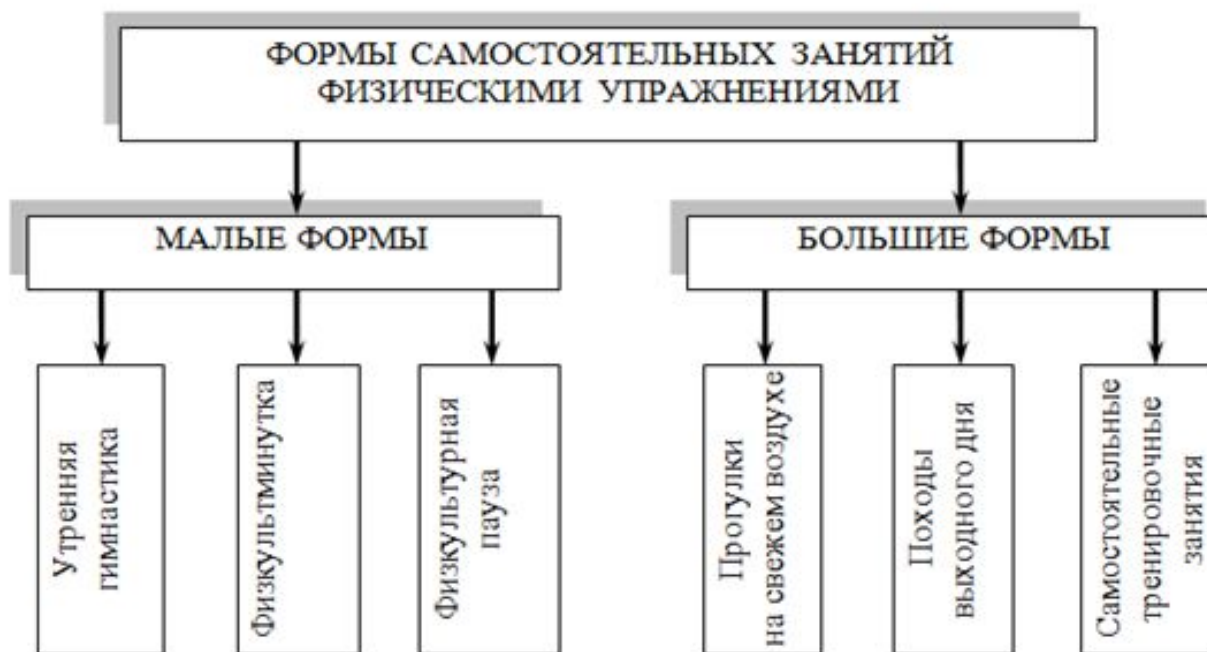 ФОРМЫ САМОСТОЯТЕЛЬНЫХ ЗАНЯТИЙ
ФИЗИЧЕСКИМИ УПРАЖНЕНИЯМИ
МАЛЫЕ ФОРМЫ
БОЛЬШИЕ ФОРМЫ
Утренняя
гимнастика
Физкультминутка
Физкультурная
пауза
Прогулки
на свежем воздухе
Походы
выходного дня
Самостоятельные
тренировочные
занятия